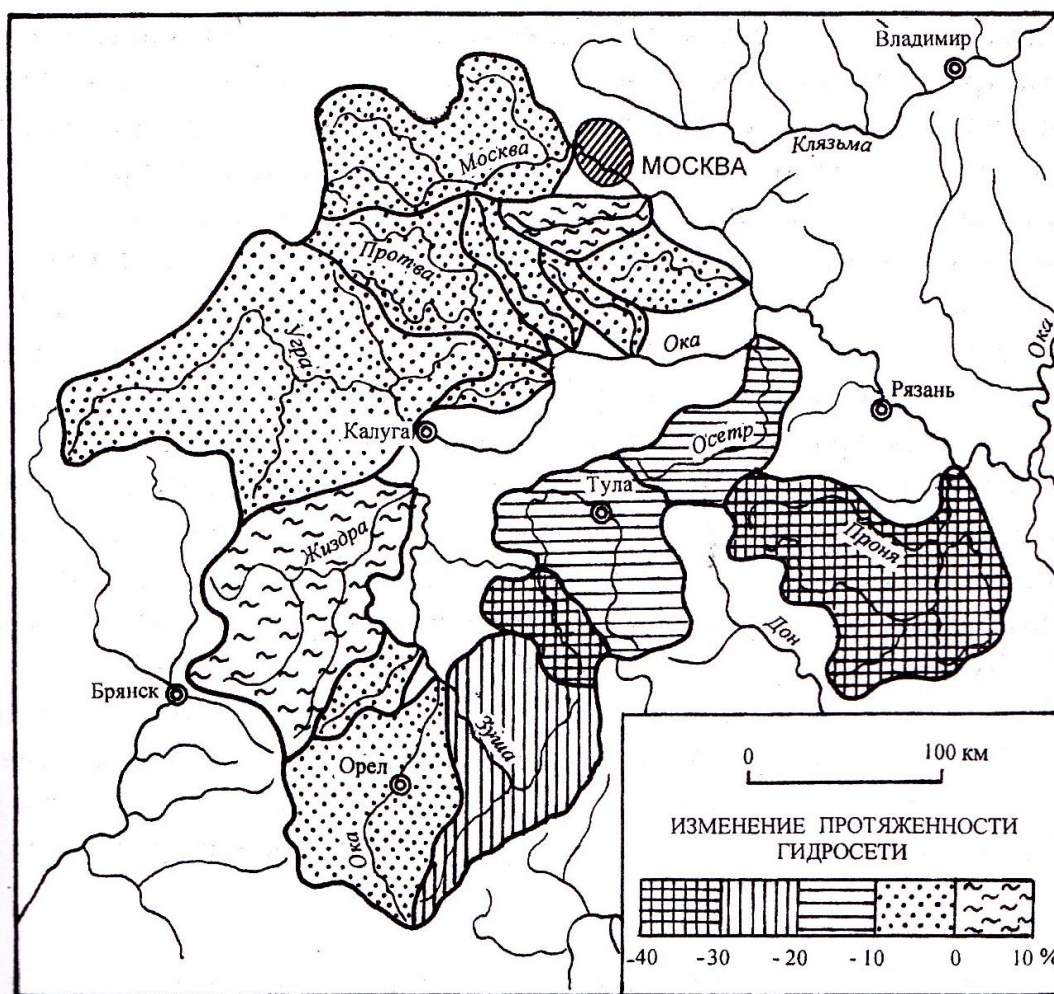 Владимир
Клязьма
Москва
МОСКВА
Протва
Угра
Ока
Ока
Рязань
Калуга
Осетр
Тула
Проня
Жиздра
Дон
Брянск
Зуша
Орел
Ока
0 100 км
ИЗМЕНЕНИЕ ПРОТЯЖЕННОСТИ
ГИДРОСЕТИ
-40 -30 -20 -10 0 10 %